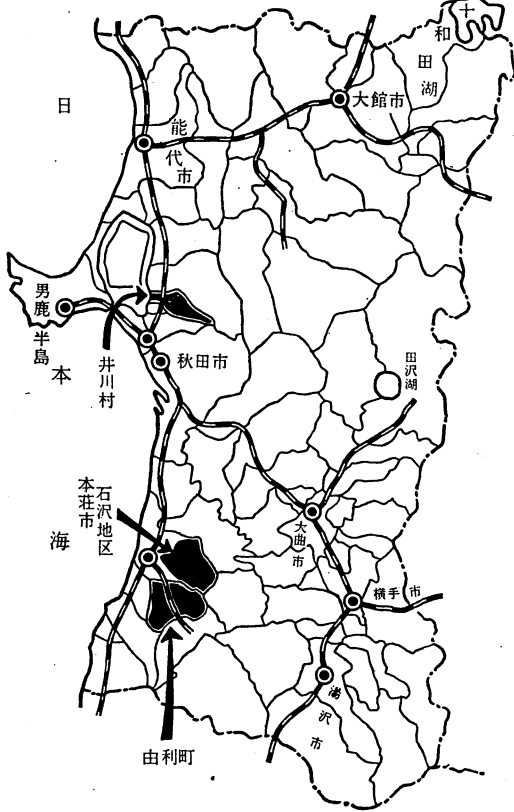 十和田湖
大館市
能代市
日本海
男鹿半島
井川村
秋田市
田沢湖
本荘市
石沢地区
大曲市
横手市
湯沢市
由利町